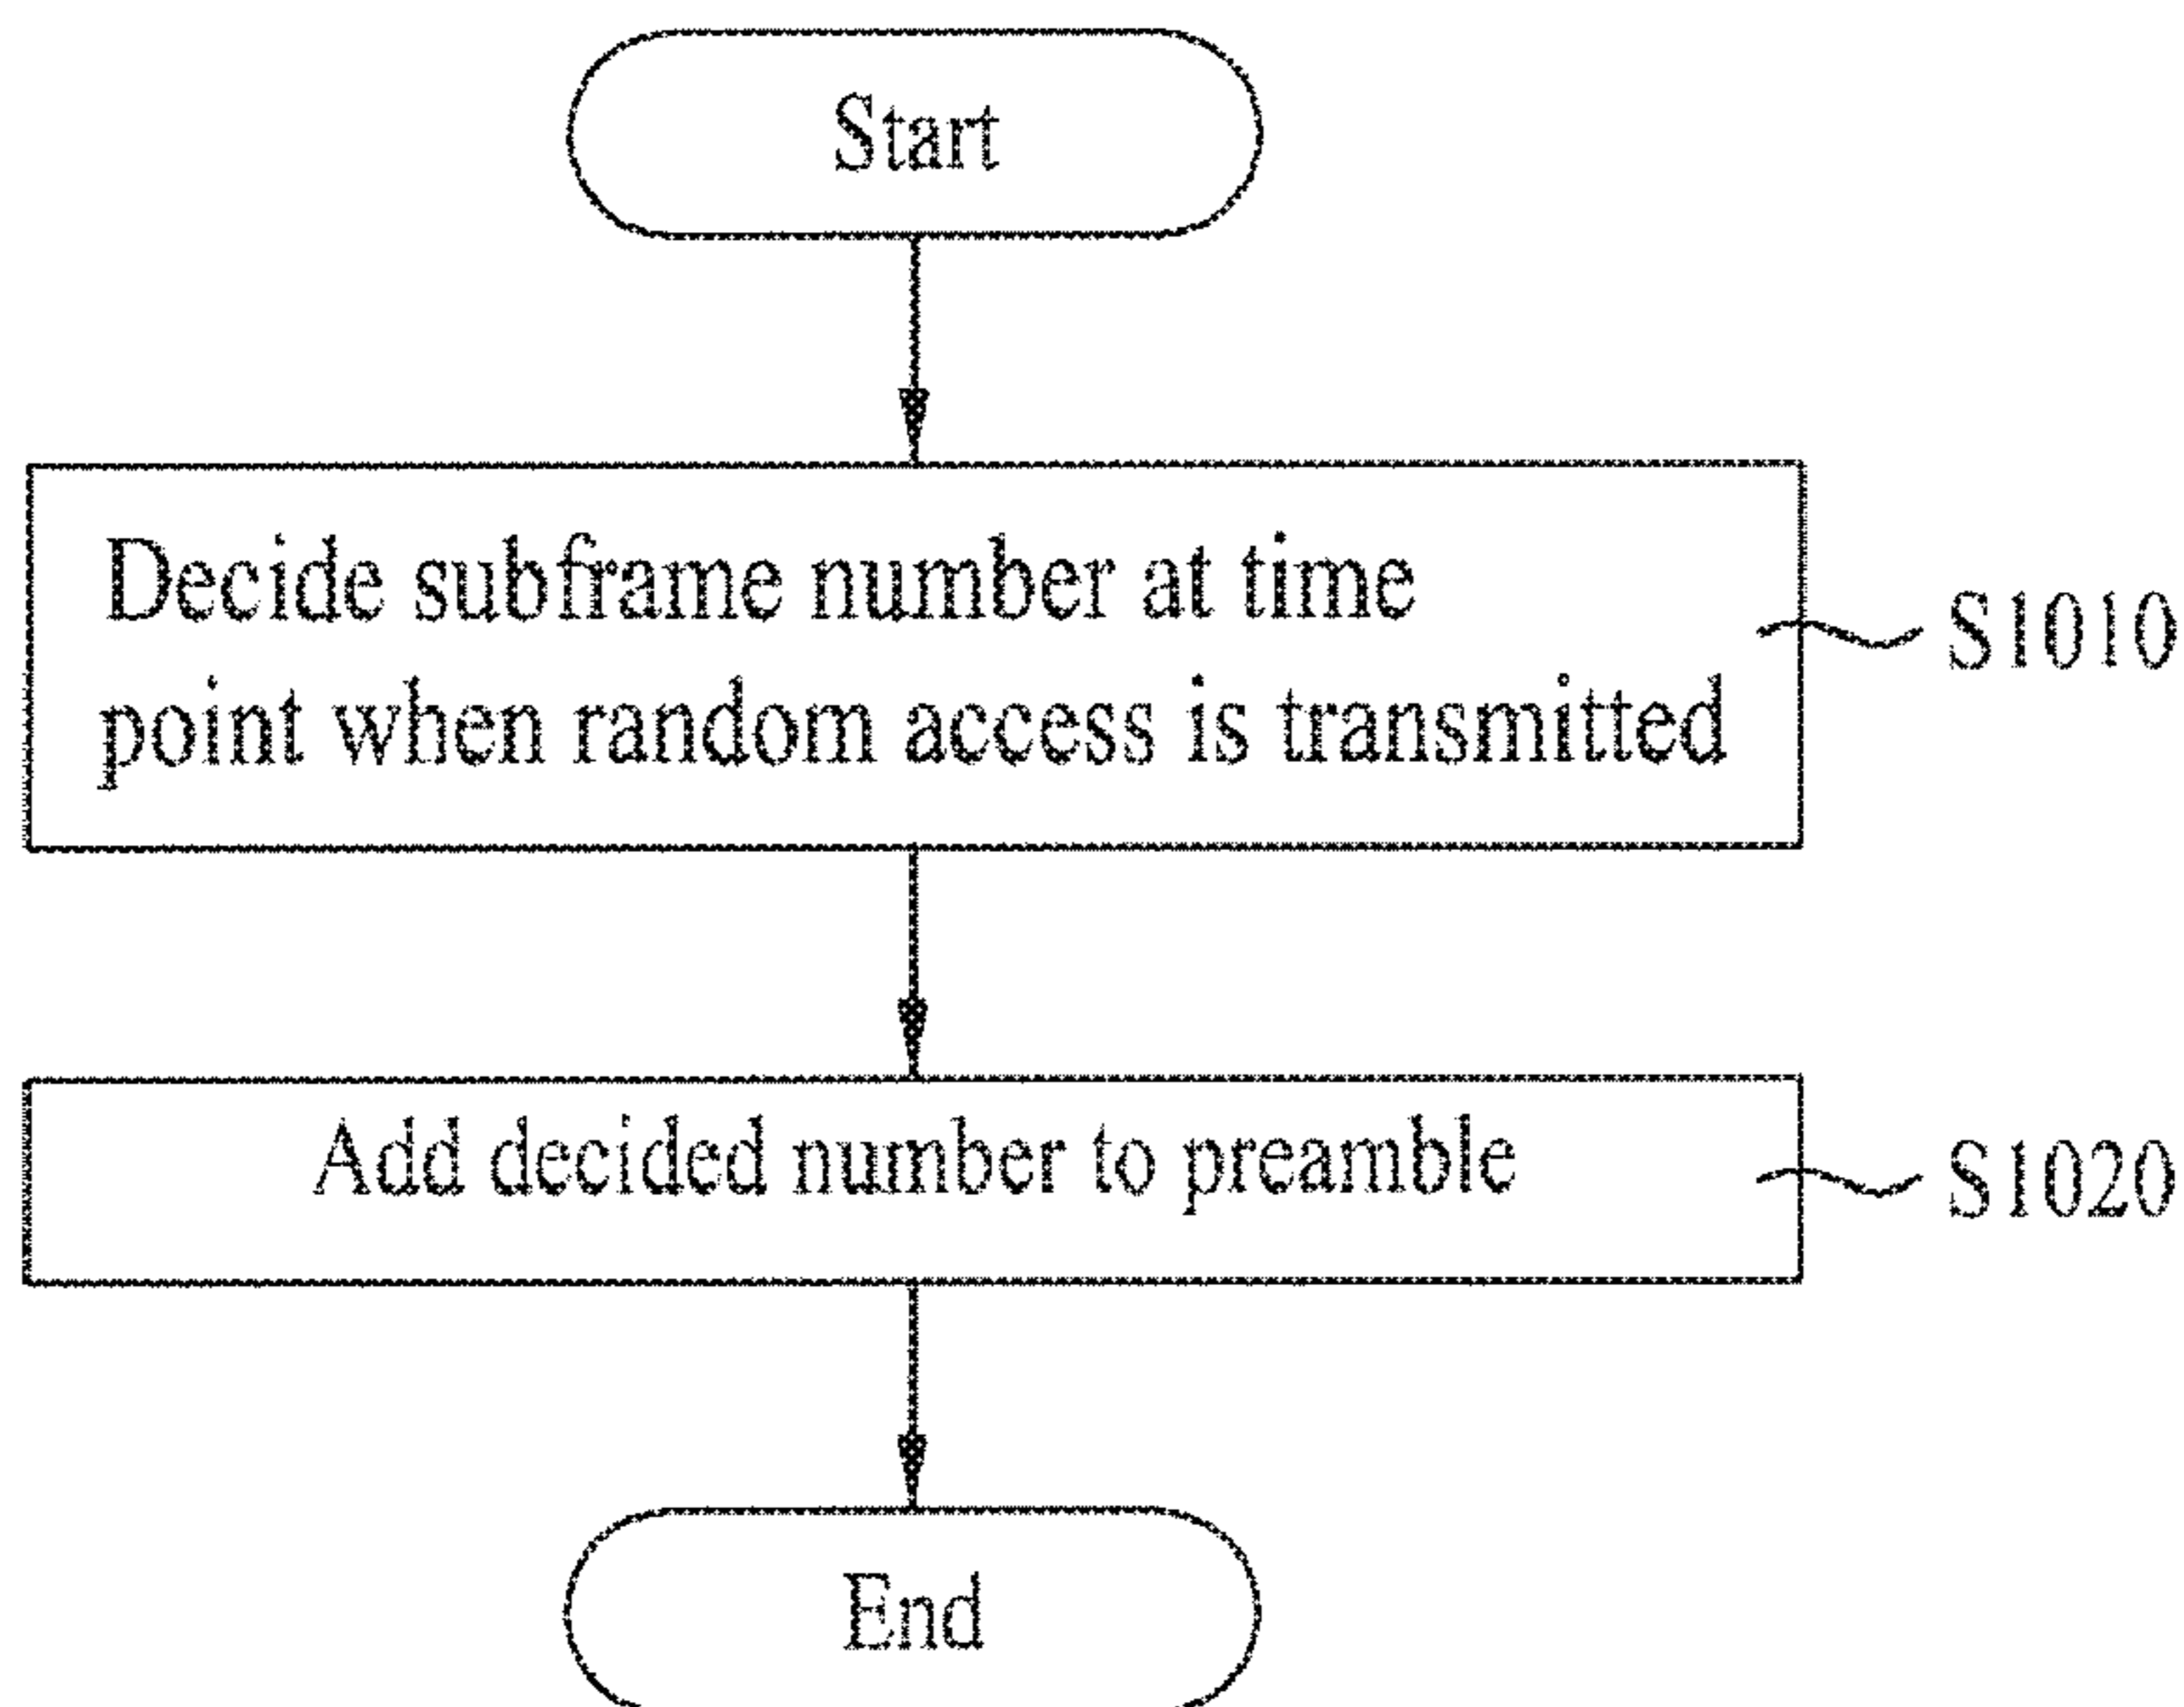 Start
Decide subframe number at time
point when random access is transmitted
S1010
Add decided number to preamble
S1020
End